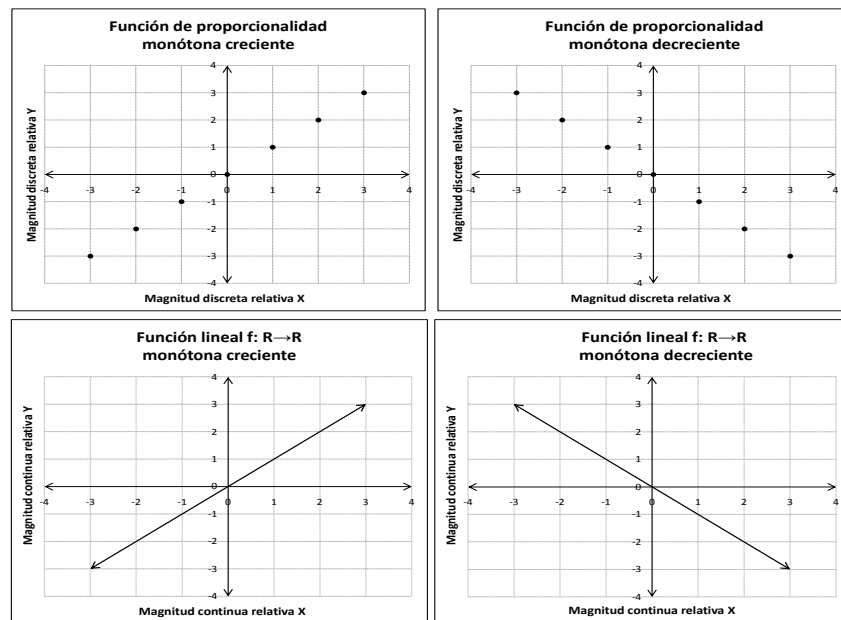 Función de proporcionalidad
monótona creciente
4
3
2
1
0
-4 -3 -2 -1 0 1 2 3 4
-1
-2
-3
-4
Magnitud discreta relativa Y
Magnitud discreta relativa X
Función de proporcionalidad
monótona decreciente
4
3
2
1
0
-4 -3 -2 -1 0 1 2 3 4
-1
-2
-3
-4
Magnitud discreta relativa Y
Magnitud discreta relativa X
Función lineal f: R→R
monótona creciente
4
3
2
1
0
-4 -3 -2 -1 0 1 2 3 4
-1
-2
-3
-4
Magnitud continua relativa Y
Magnitud continua relativa X
Función lineal f: R→R
monótona decreciente
4
3
2
1
0
-4 -3 -2 -1 0 1 2 3 4
-1
-2
-3
-4
Magnitud continua relativa Y
Magnitud continua relativa X